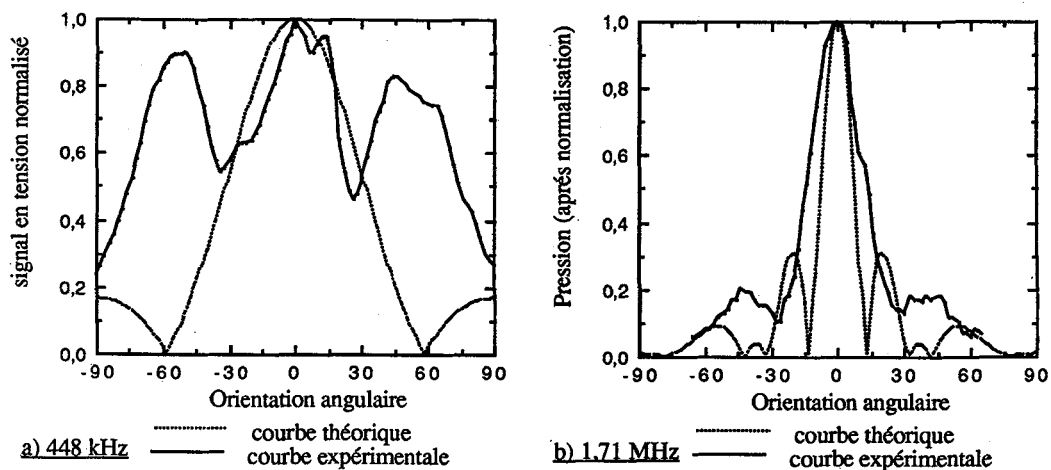 signal en tension normalisé
1,0
0,8
0,6
0,4
0,2
0,0
-90 -60 -30 0 30 60 90
Orientation angulaire
a) 448 kHz
courbe théorique
courbe expérimentale
Pression (aprés normalisation)
1,0
0,8
0,6
0,4
0,2
0,0
-90 -60 -30 0 30 60 90
Orientation angulaire
b) 1,71 MHz
courbe théorique
courbe expérimentale